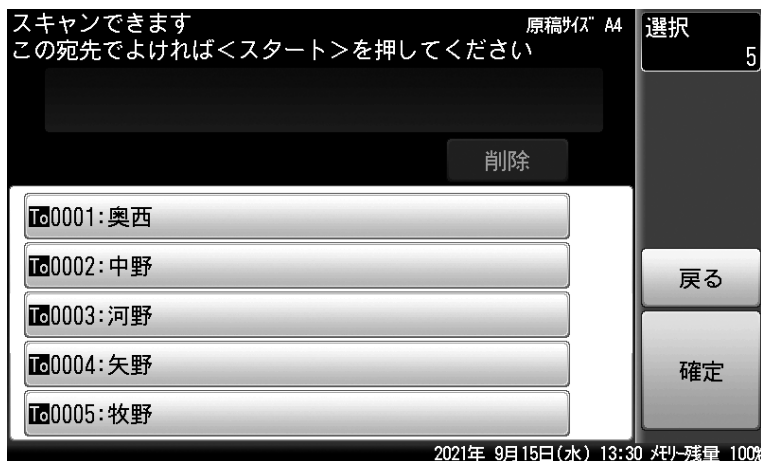 スキャンできます
原稿ｻｲｽﾞ A4
この宛先でよければ<スタート>を押してください
選択
5
削除
To0001:奥西
To0002:中野
To0003:河野
To0004:矢野
To0005:牧野
戻る
確定
2021年 9月15日(水) 13:30 ﾒﾓﾘｰ残量 100%